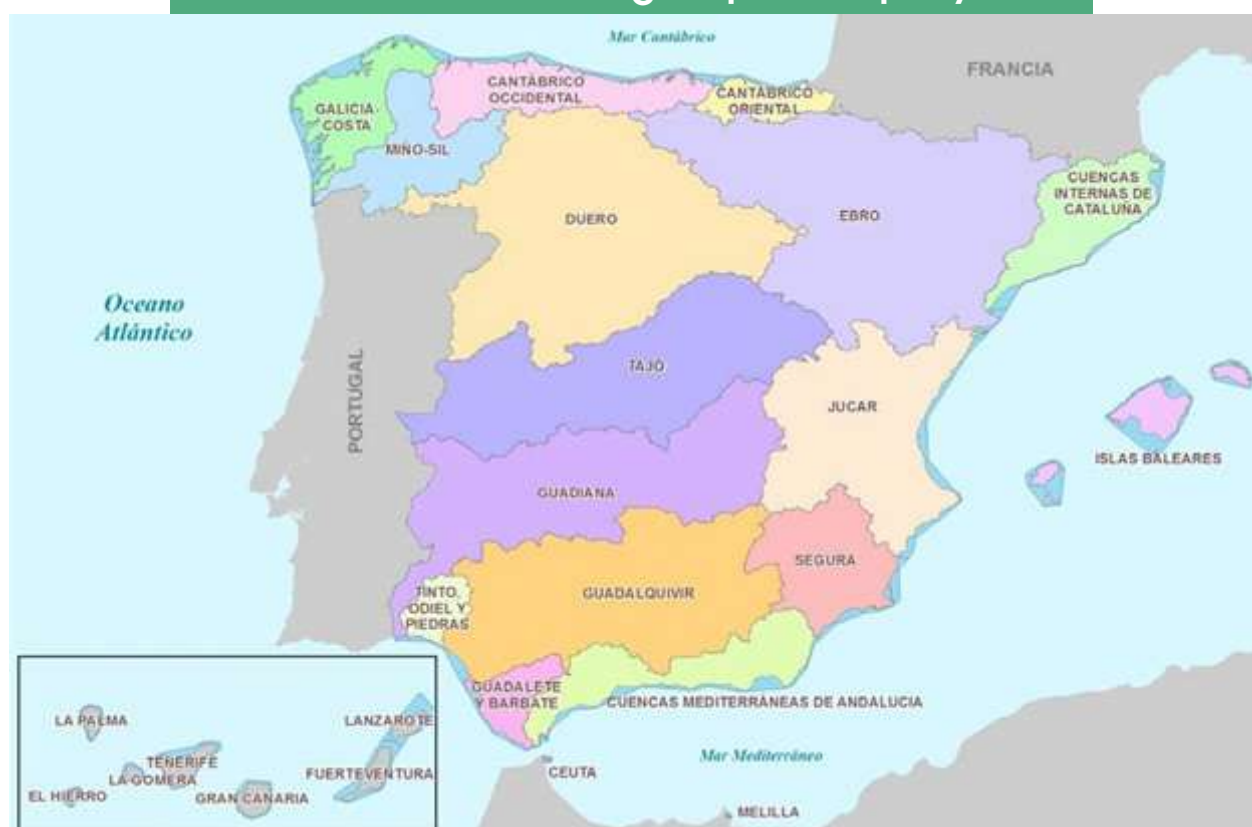 Mar Cantábrico
FRANCIA
CANTÁBRICO
OCCIDENTAL
CANTÁBRICO
ORIENTAL
GALICIA
COSTA
MIÑO-SIL
CUENCAS
INTERNAS DE
CATALUÑA
DUERO
EBRO
Oceano
Atlántico
PORTUGAL
TAJO
JUCAR
ISLAS BALEARES
GUADIANA
SEGURA
TINTO,
ODIEL Y
PIEDRAS
GUADALQUIVIR
GUADALETE
Y BARBATE
CUENCAS MEDITERRÁNEAS DE ANDALUCIA
LA PALMA
LANZAROTE
TENERIFE
LA GOMERA
FUERTEVENTURA
EL HIERRO
GRAN CANARIA
Mar Mediterráneo
CEUTA
MELILLA